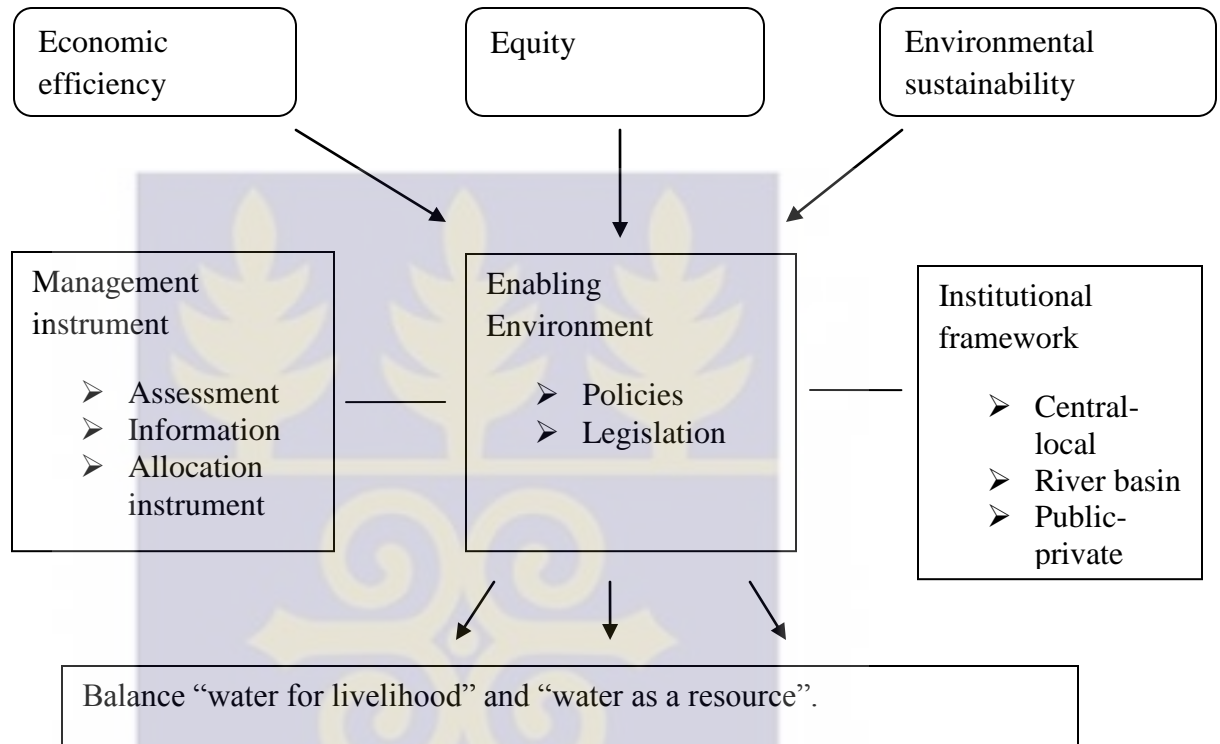 Economic
efficiency
Equity
Environmental
sustainability
Management
instrument
➢ Assessment
➢ Information
➢ Allocation
instrument
Enabling
Environment
➢ Policies
➢ Legislation
Institutional
framework
➢ Central-
local
➢ River basin
➢ Public-
private
Balance “water for livelihood” and “water as a resource”.